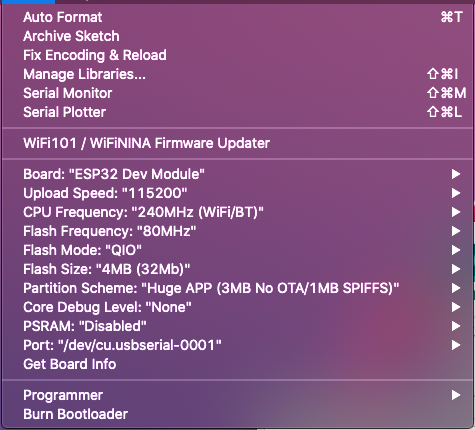 Auto Format ⌘T
Archive Sketch
Fix Encoding & Reload
Manage Libraries... ⇧⌘I
Serial Monitor ⇧⌘M
Serial Plotter ⇧⌘L
WiFi101 / WiFiNINA Firmware Updater
Board: "ESP32 Dev Module"
Upload Speed: "115200"
CPU Frequency: "240MHz (WiFi/BT)"
Flash Frequency: "80MHz"
Flash Mode: "QIO"
Flash Size: "4MB (32Mb)"
Partition Scheme: "Huge APP (3MB No OTA/1MB SPIFFS)"
Core Debug Level: "None"
PSRAM: "Disabled"
Port: "/dev/cu.usbserial-0001"
Get Board Info
Programmer
Burn Bootloader